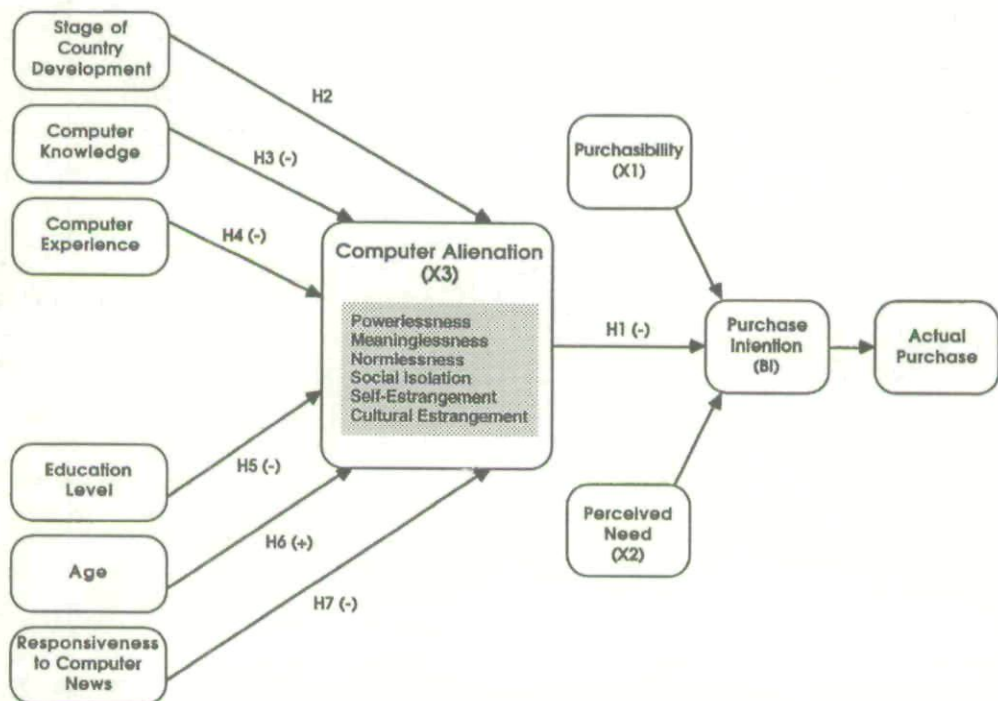 Stage of
Country
Development
H2
Computer
Knowledge
H3 (-)
Computer
Experience
H4 (-)
Computer Alienation
(X3)
Powerlessness
Meaninglessness
Normlessness
Social Isolation
Self-Estrangement
Cultural Estrangement
Education
Level
H5 (-)
Age
H6 (+)
Responsiveness
to Computer
News
H7 (-)
H1 (-)
Purchasibility
(X1)
Purchase
Intention
(BI)
Perceived
Need
(X2)
Actual
Purchase